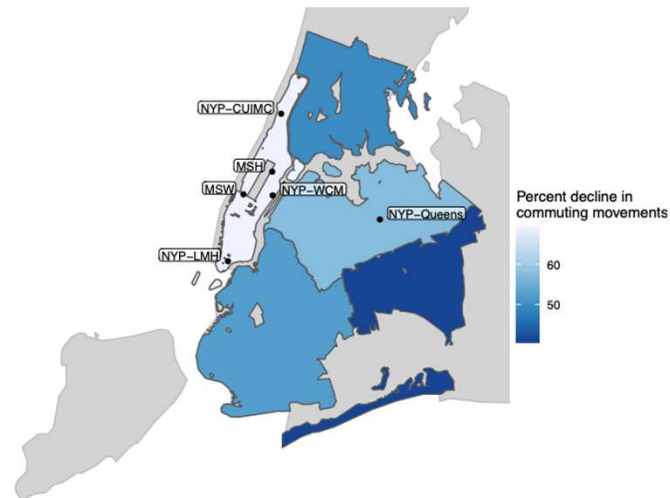 NYP-CUIMC
MSH
MSW
NYP-WCM
NYP-Queens
NYP-LMH
Percent decline in
commuting movements
60
50